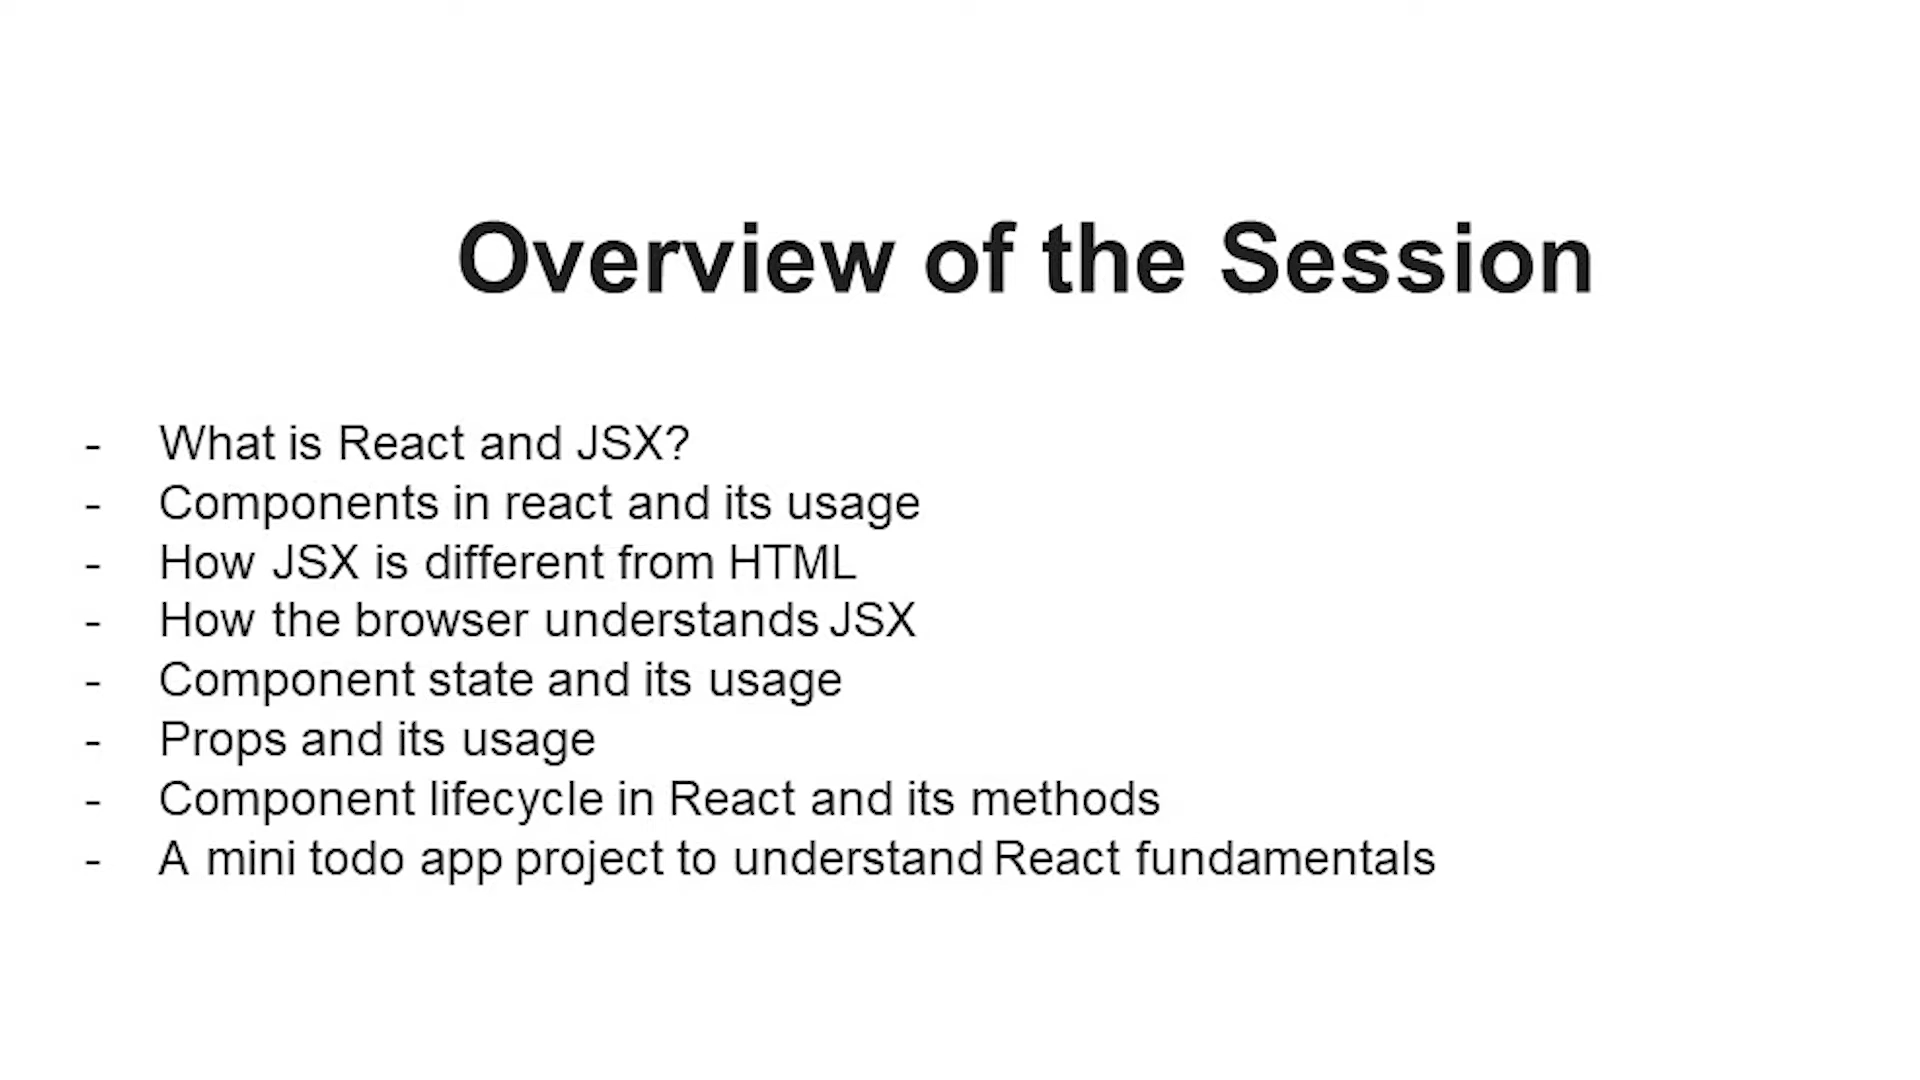 Overview of the Session
- What is React and JSX?
- Components in react and its usage
- How JSX is different from HTML
- How the browser understands JSX
- Component state and its usage
- Props and its usage
- Component lifecycle in React and its methods
- A mini todo app project to understand React fundamentals